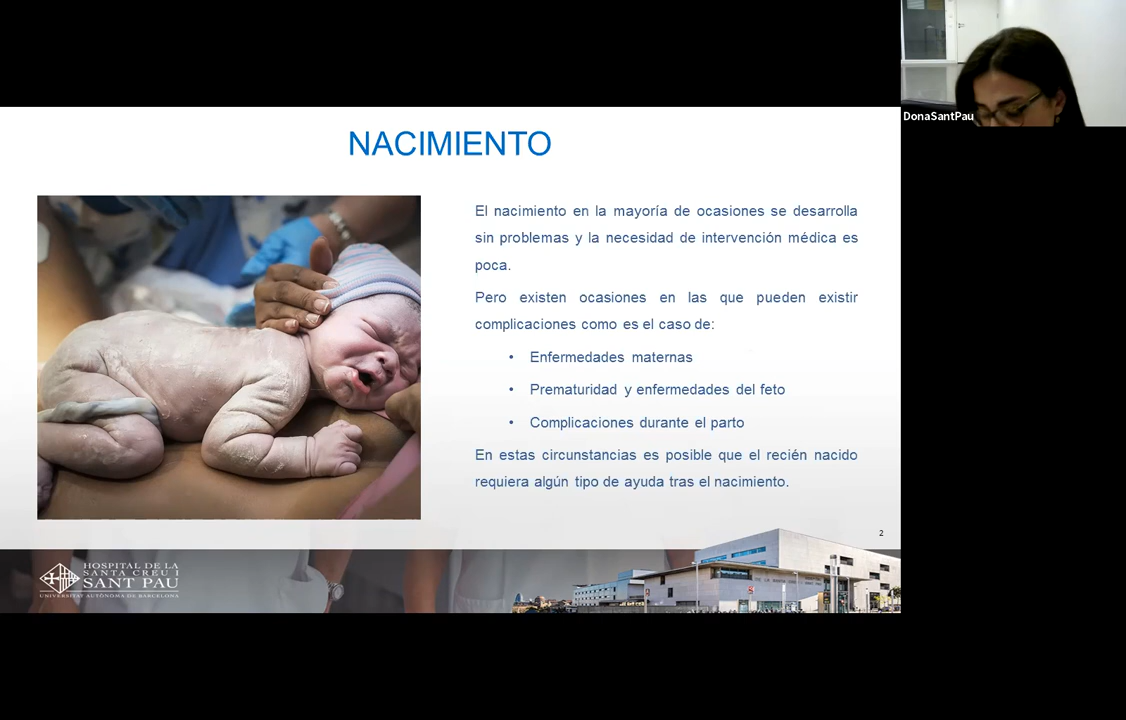 DonaSantPau
NACIMIENTO
El nacimiento en la mayoría de ocasiones se desarrolla
sin problemas y la necesidad de intervención médica es
poca.
Pero existen ocasiones en las que pueden existir
complicaciones como es el caso de:
• Enfermedades maternas
• Prematuridad y enfermedades del feto
• Complicaciones durante el parto
En estas circunstancias es posible que el recién nacido
requiera algún tipo de ayuda tras el nacimiento.
2
HOSPITAL DE LA
SANTA CREU I
SANT PAU
UNIVERSITAT AUTÒNOMA DE BARCELONA